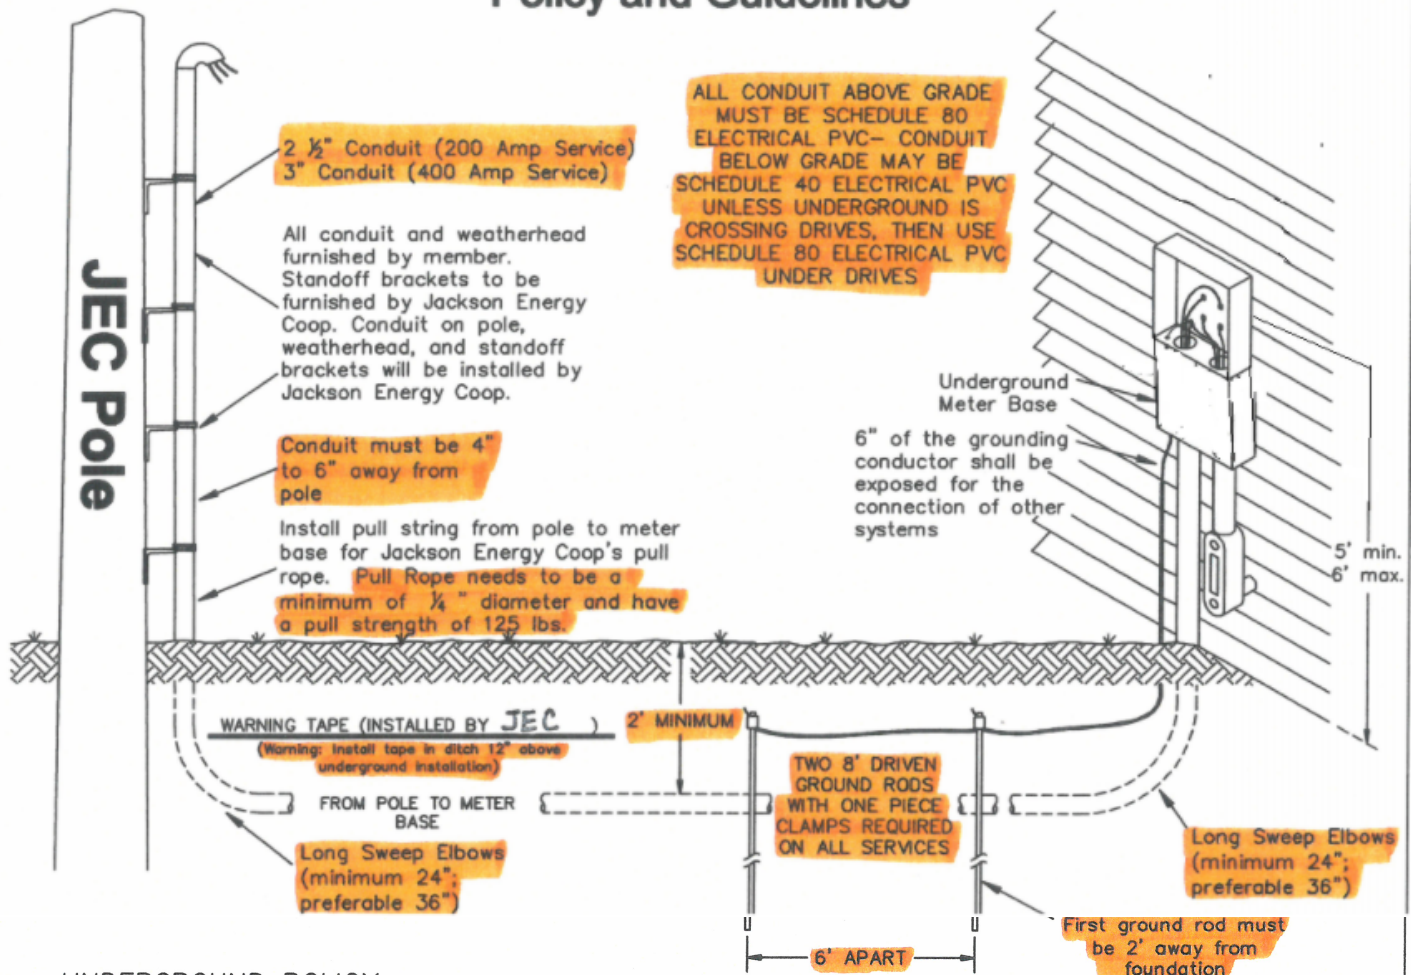 Policy and Guidelines
2 ½" Conduit (200 Amp Service)
3" Conduit (400 Amp Service)
ALL CONDUIT ABOVE GRADE
MUST BE SCHEDULE 80
ELECTRICAL PVC– CONDUIT
BELOW GRADE MAY BE
SCHEDULE 40 ELECTRICAL PVC
UNLESS UNDERGROUND IS
CROSSING DRIVES, THEN USE
SCHEDULE 80 ELECTRICAL PVC
UNDER DRIVES
All conduit and weatherhead
furnished by member.
Standoff brackets to be
furnished by Jackson Energy
Coop. Conduit on pole,
weatherhead, and standoff
brackets will be installed by
Jackson Energy Coop.
JEC Pole
Conduit must be 4"
to 6" away from
pole
Install pull string from pole to meter
base for Jackson Energy Coop's pull
rope. Pull Rope needs to be a
minimum of ¼ " diameter and have
a pull strength of 125 lbs.
Underground
Meter Base
6" of the grounding
conductor shall be
exposed for the
connection of other
systems
5' min.
6' max.
WARNING TAPE (INSTALLED BY JEC )
(Warning: Install tape in ditch 12" above
underground installation)
2' MINIMUM
FROM POLE TO METER
BASE
TWO 8' DRIVEN
GROUND RODS
WITH ONE PIECE
CLAMPS REQUIRED
ON ALL SERVICES
Long Sweep Elbows
(minimum 24";
preferable 36")
Long Sweep Elbows
(minimum 24";
preferable 36")
6' APART
First ground rod must
be 2' away from
foundation
UNDERGROUND POLICY